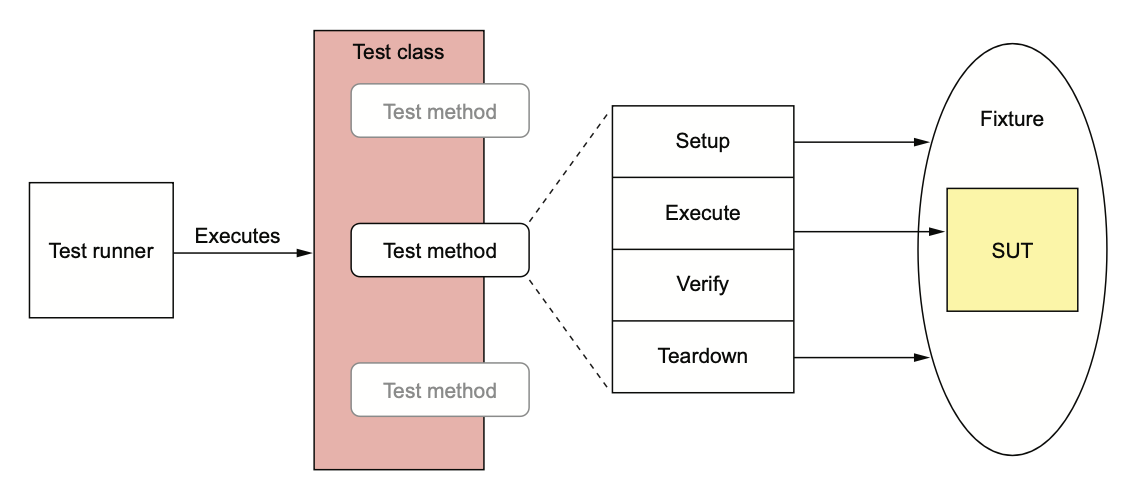 Test class
Test method
Test runner
Executes
Test method
Test method
Setup
Execute
Verify
Teardown
Fixture
SUT